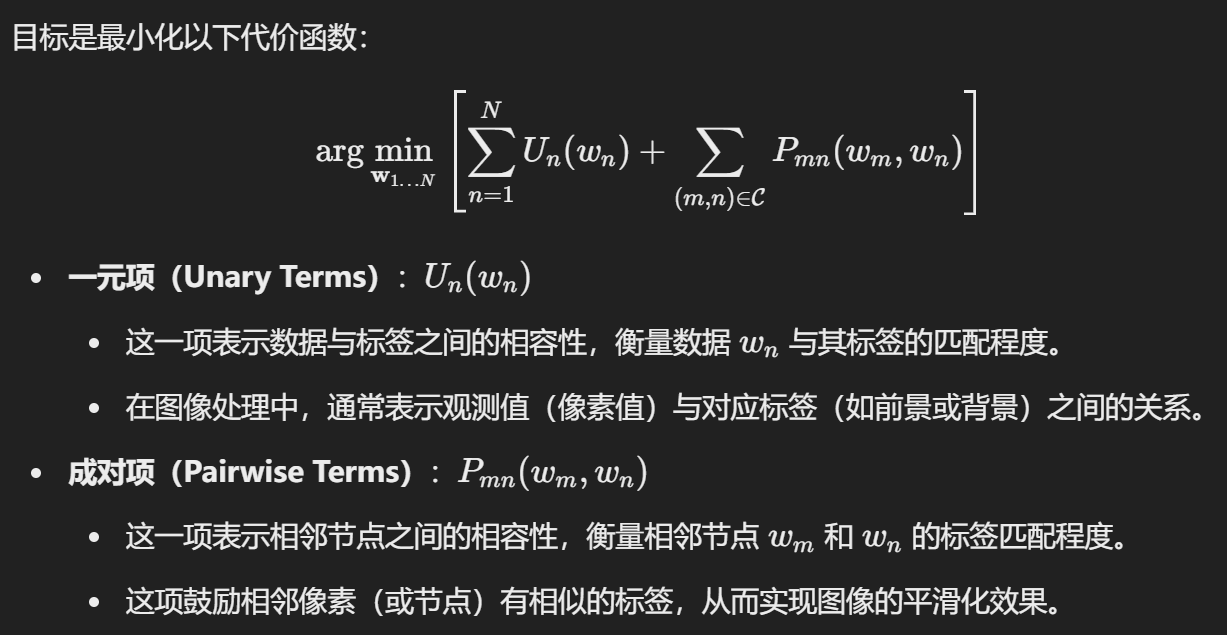 目标是最小化以下代价函数：
$$\arg\min_{\mathbf{w}_{1\ldots N}} \left[ \sum_{n=1}^{N} U_n(w_n) + \sum_{(m,n)\in\mathcal{C}} P_{mn}(w_m, w_n) \right]$$
• 一元项（Unary Terms）：$U_n(w_n)$
• 这一项表示数据与标签之间的相容性，衡量数据 $w_n$ 与其标签的匹配程度。
• 在图像处理中，通常表示观测值（像素值）与对应标签（如前景或背景）之间的关系。
• 成对项（Pairwise Terms）：$P_{mn}(w_m, w_n)$
• 这一项表示相邻节点之间的相容性，衡量相邻节点 $w_m$ 和 $w_n$ 的标签匹配程度。
• 这项鼓励相邻像素（或节点）有相似的标签，从而实现图像的平滑化效果。